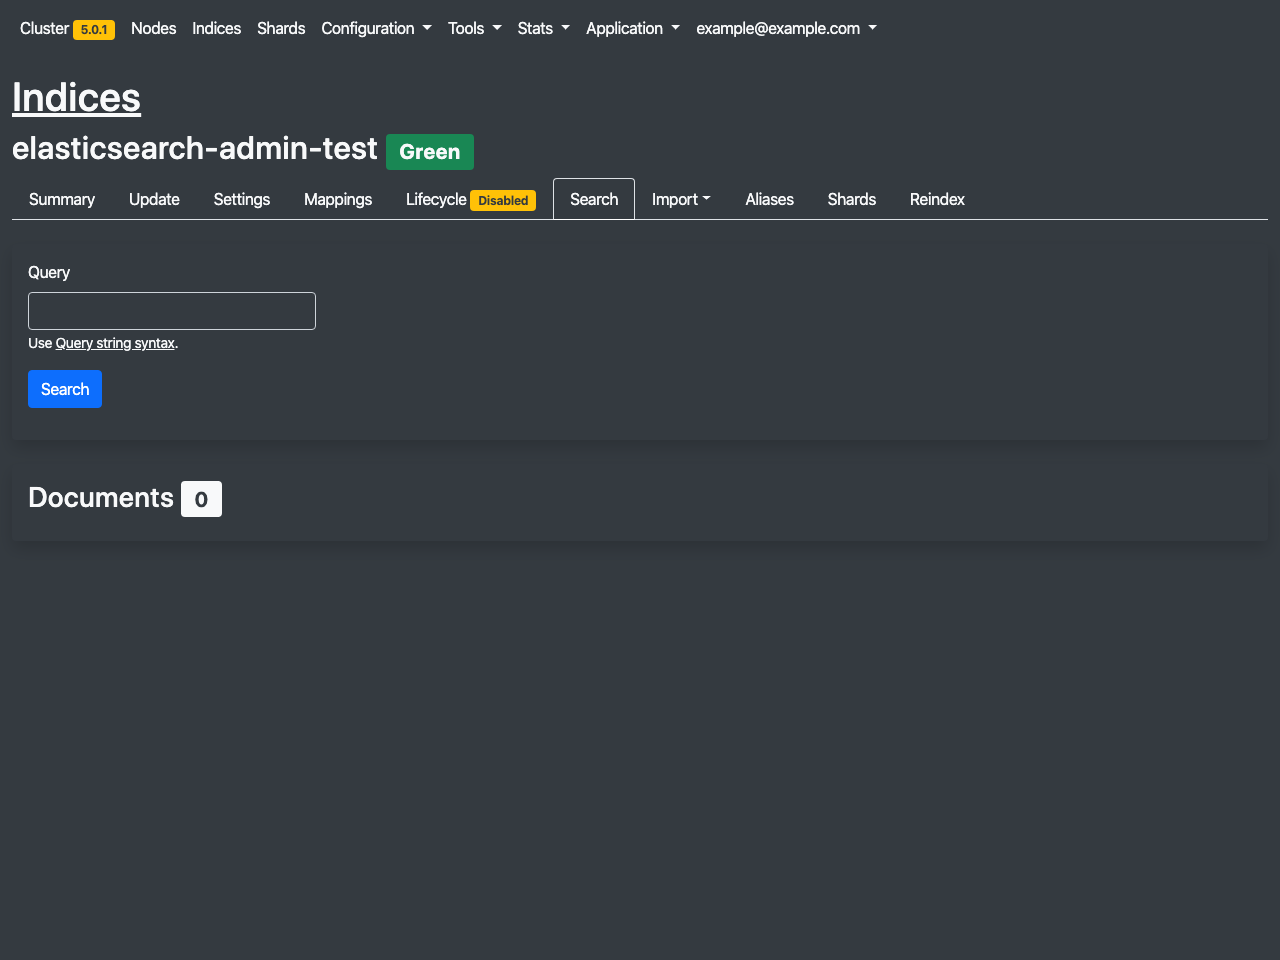 Cluster 5.0.1 Nodes Indices Shards Configuration Tools Stats Application example@example.com
Indices
elasticsearch-admin-test Green
Summary Update Settings Mappings Lifecycle Disabled Search Import Aliases Shards Reindex
Query
Use Query string syntax.
Search
Documents 0